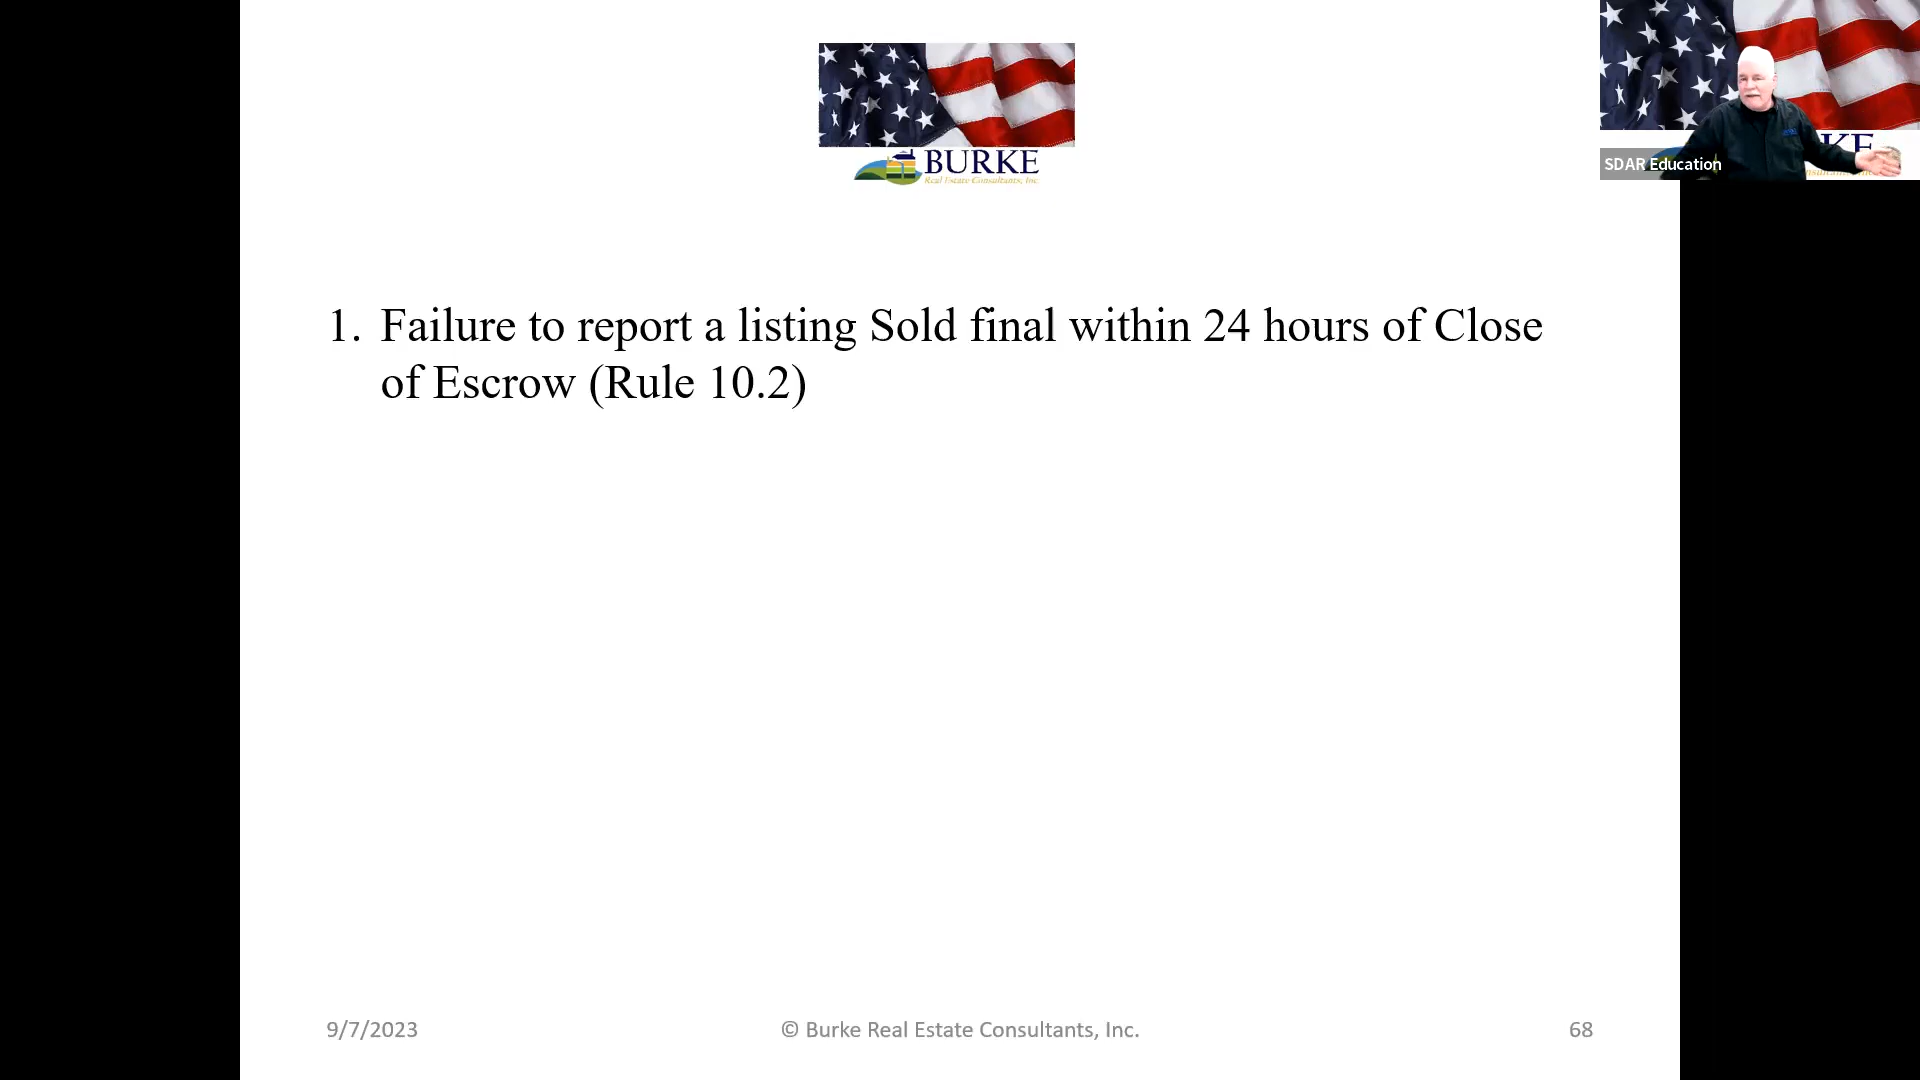 BURKE
Real Estate Consultants, Inc.
KE
SDAR Education
1. Failure to report a listing Sold final within 24 hours of Close
of Escrow (Rule 10.2)
9/7/2023
© Burke Real Estate Consultants, Inc.
68